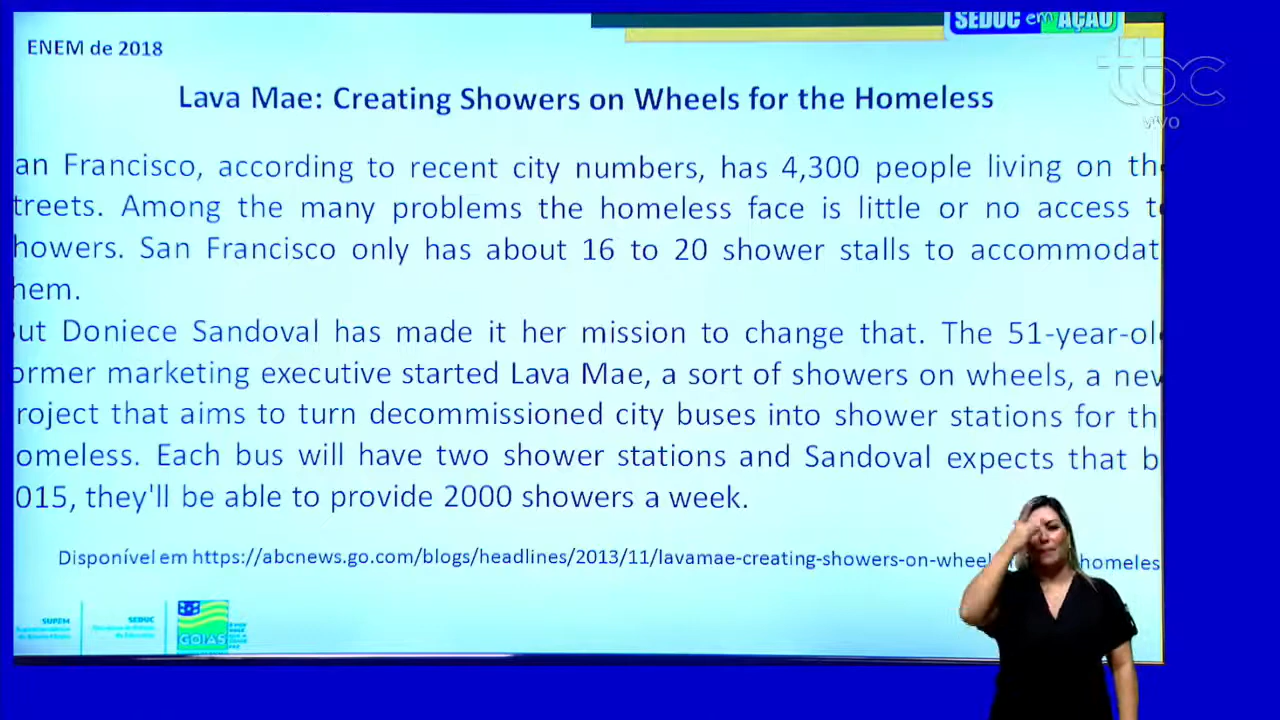 SEDUC em AÇÃO
ENEM de 2018
tbc
VIVO
Lava Mae: Creating Showers on Wheels for the Homeless
an Francisco, according to recent city numbers, has 4,300 people living on th
treets. Among the many problems the homeless face is little or no access t
howers. San Francisco only has about 16 to 20 shower stalls to accommodat
hem.
ut Doniece Sandoval has made it her mission to change that. The 51-year-ol
ormer marketing executive started Lava Mae, a sort of showers on wheels, a new
roject that aims to turn decommissioned city buses into shower stations for th
omeless. Each bus will have two shower stations and Sandoval expects that b
015, they'll be able to provide 2000 showers a week.
Disponível em https://abcnews.go.com/blogs/headlines/2013/11/lavamae-creating-showers-on-wheel homeles
SUPEM
SEDUC
GOIÁS